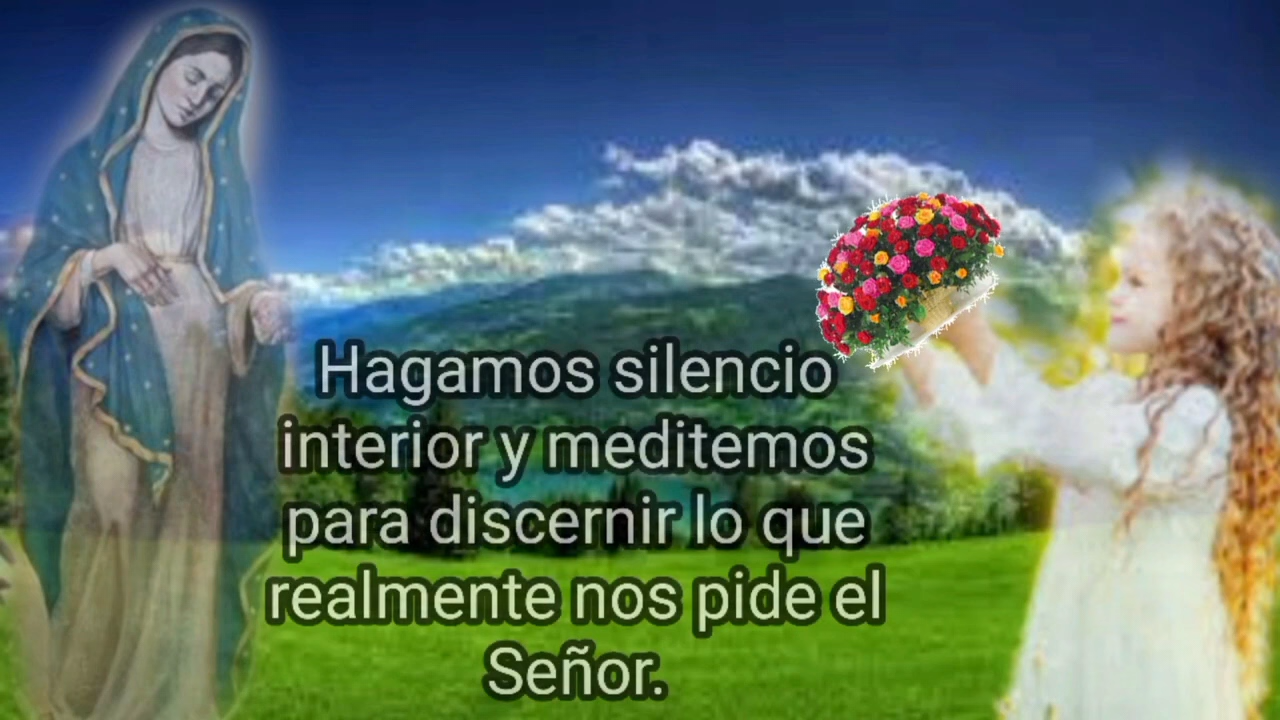 Hagamos silencio
interior y meditemos
para discernir lo que
realmente nos pide el
Señor.